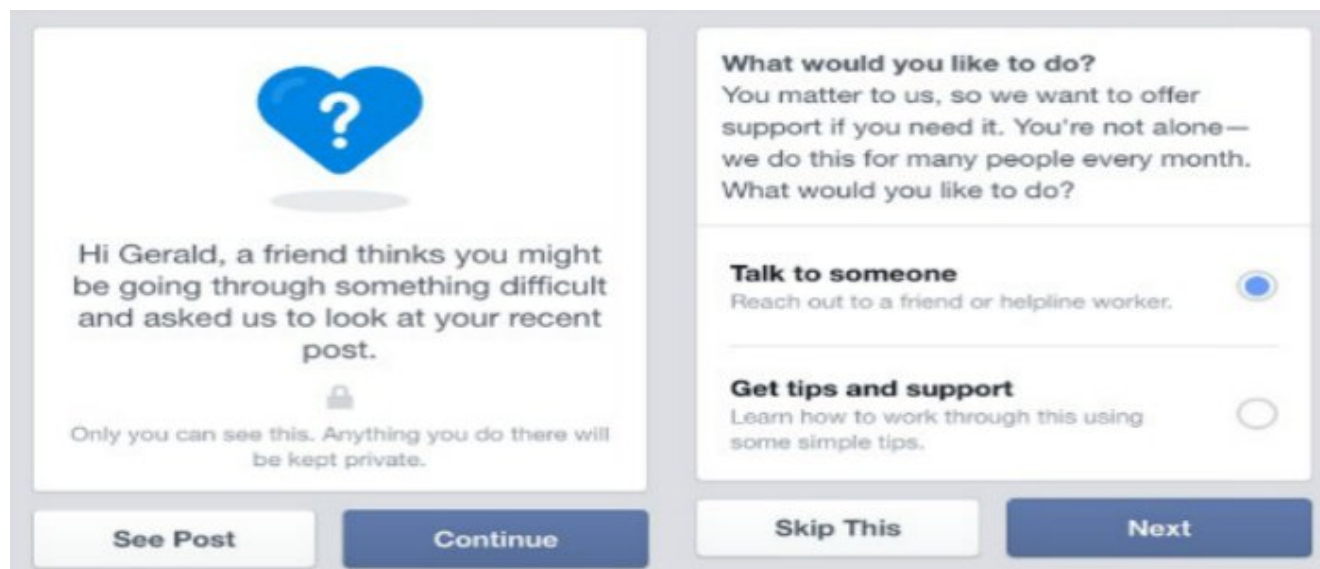 ?
Hi Gerald, a friend thinks you might
be going through something difficult
and asked us to look at your recent
post.
Only you can see this. Anything you do there will
be kept private.
See Post
Continue
What would you like to do?
You matter to us, so we want to offer
support if you need it. You're not alone—
we do this for many people every month.
What would you like to do?
Talk to someone
Reach out to a friend or helpline worker.
Get tips and support
Learn how to work through this using
some simple tips.
Skip This
Next